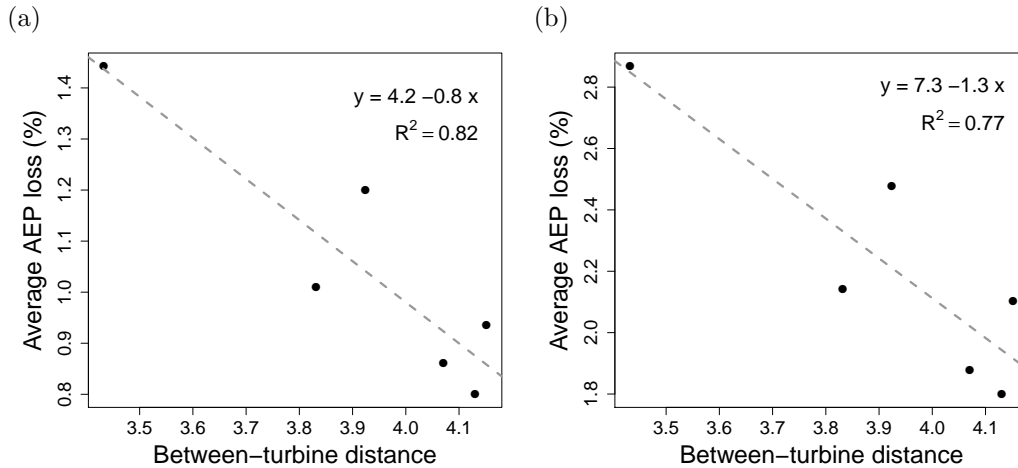 (a)
Average AEP loss (%)
1.4
1.3
1.2
1.1
1.0
0.9
0.8
y = 4.2 −0.8 x
R² = 0.82
3.5 3.6 3.7 3.8 3.9 4.0 4.1
Between−turbine distance
(b)
Average AEP loss (%)
2.8
2.6
2.4
2.2
2.0
1.8
y = 7.3 −1.3 x
R² = 0.77
3.5 3.6 3.7 3.8 3.9 4.0 4.1
Between−turbine distance